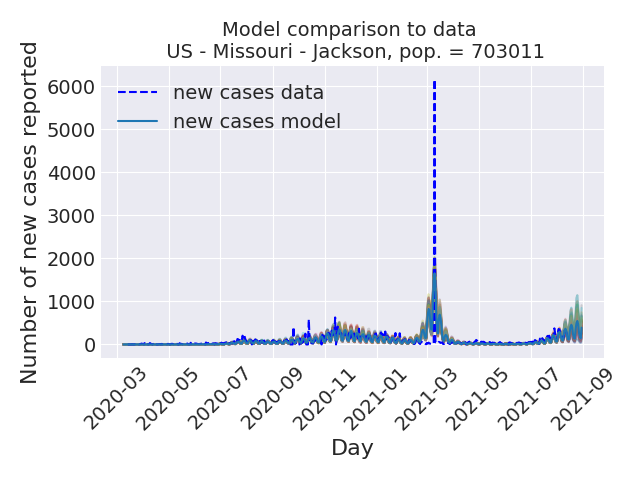 Model comparison to data
US - Missouri - Jackson, pop. = 703011
Number of new cases reported
6000
5000
4000
3000
2000
1000
0
new cases data
new cases model
2020-03
2020-05
2020-07
2020-09
2020-11
2021-01
2021-03
2021-05
2021-07
2021-09
Day